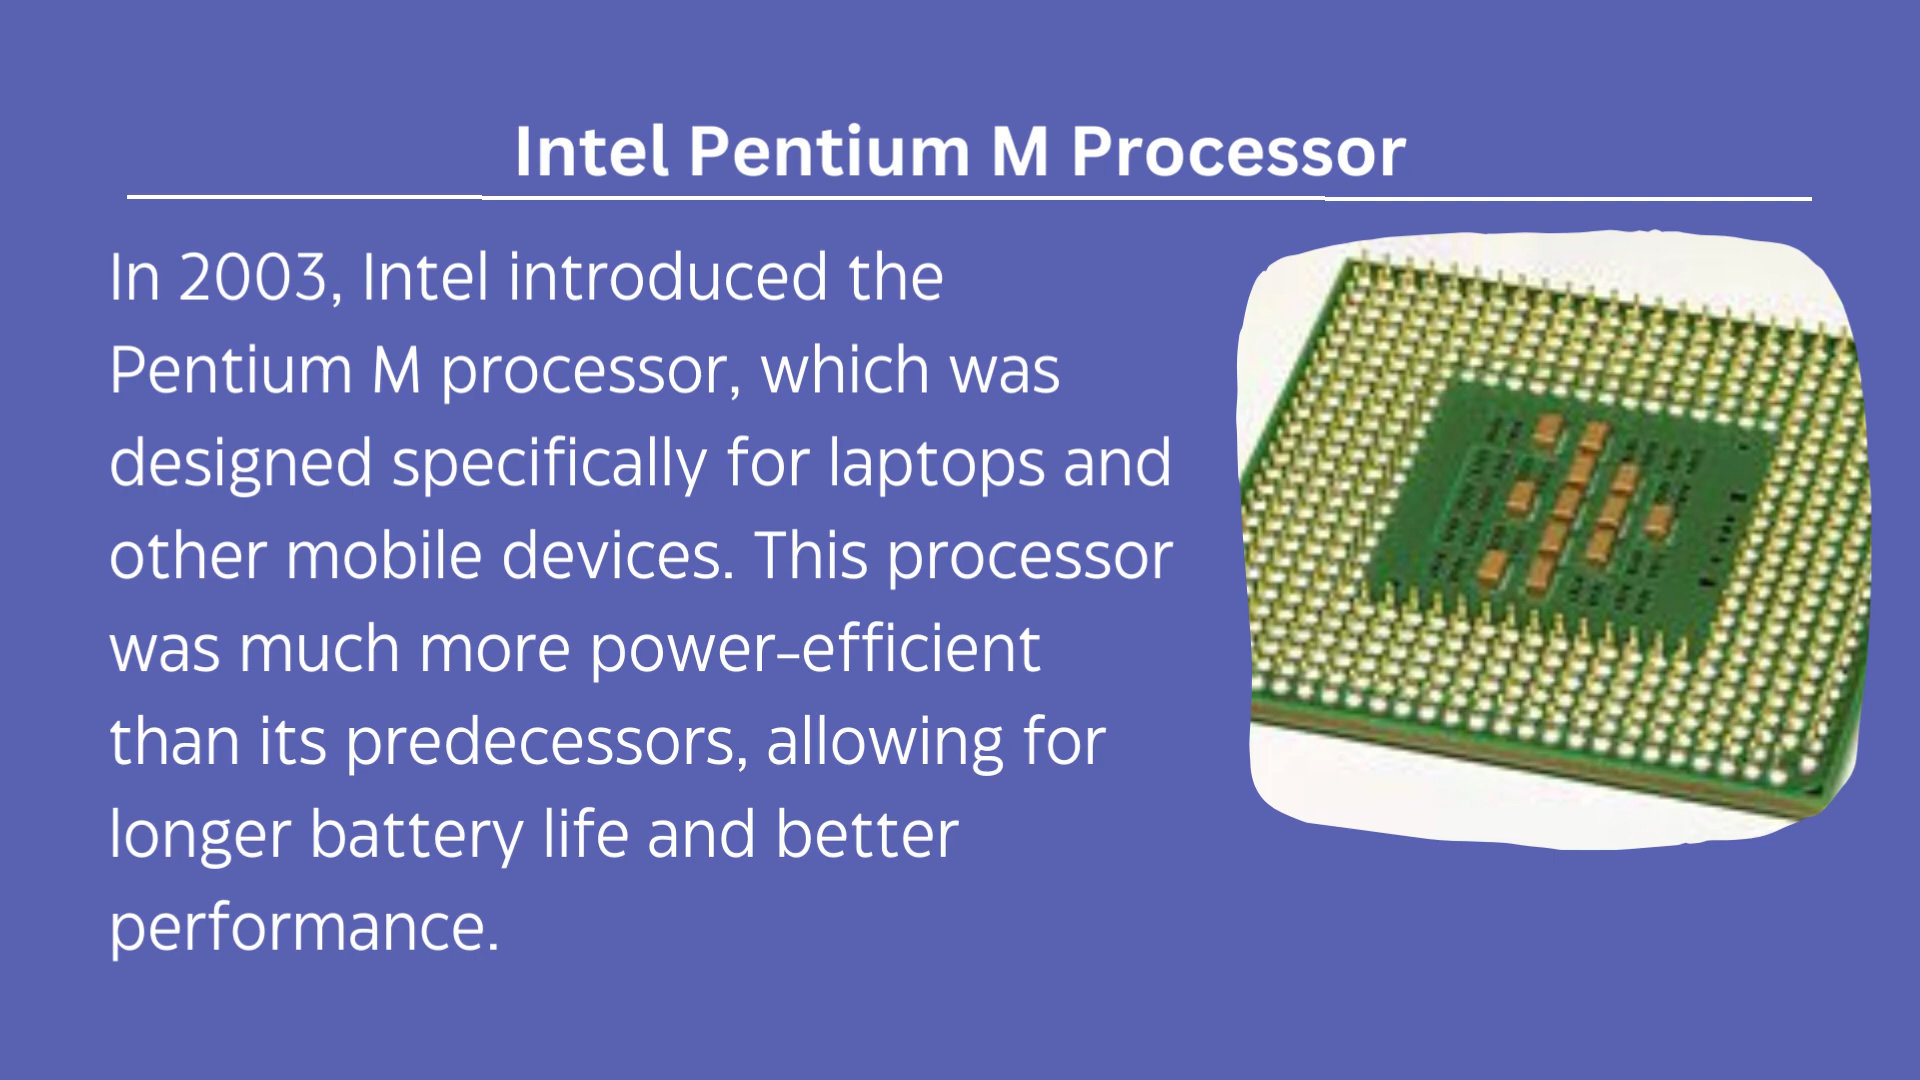 Intel Pentium M Processor
In 2003, Intel introduced the
Pentium M processor, which was
designed specifically for laptops and
other mobile devices. This processor
was much more power-efficient
than its predecessors, allowing for
longer battery life and better
performance.